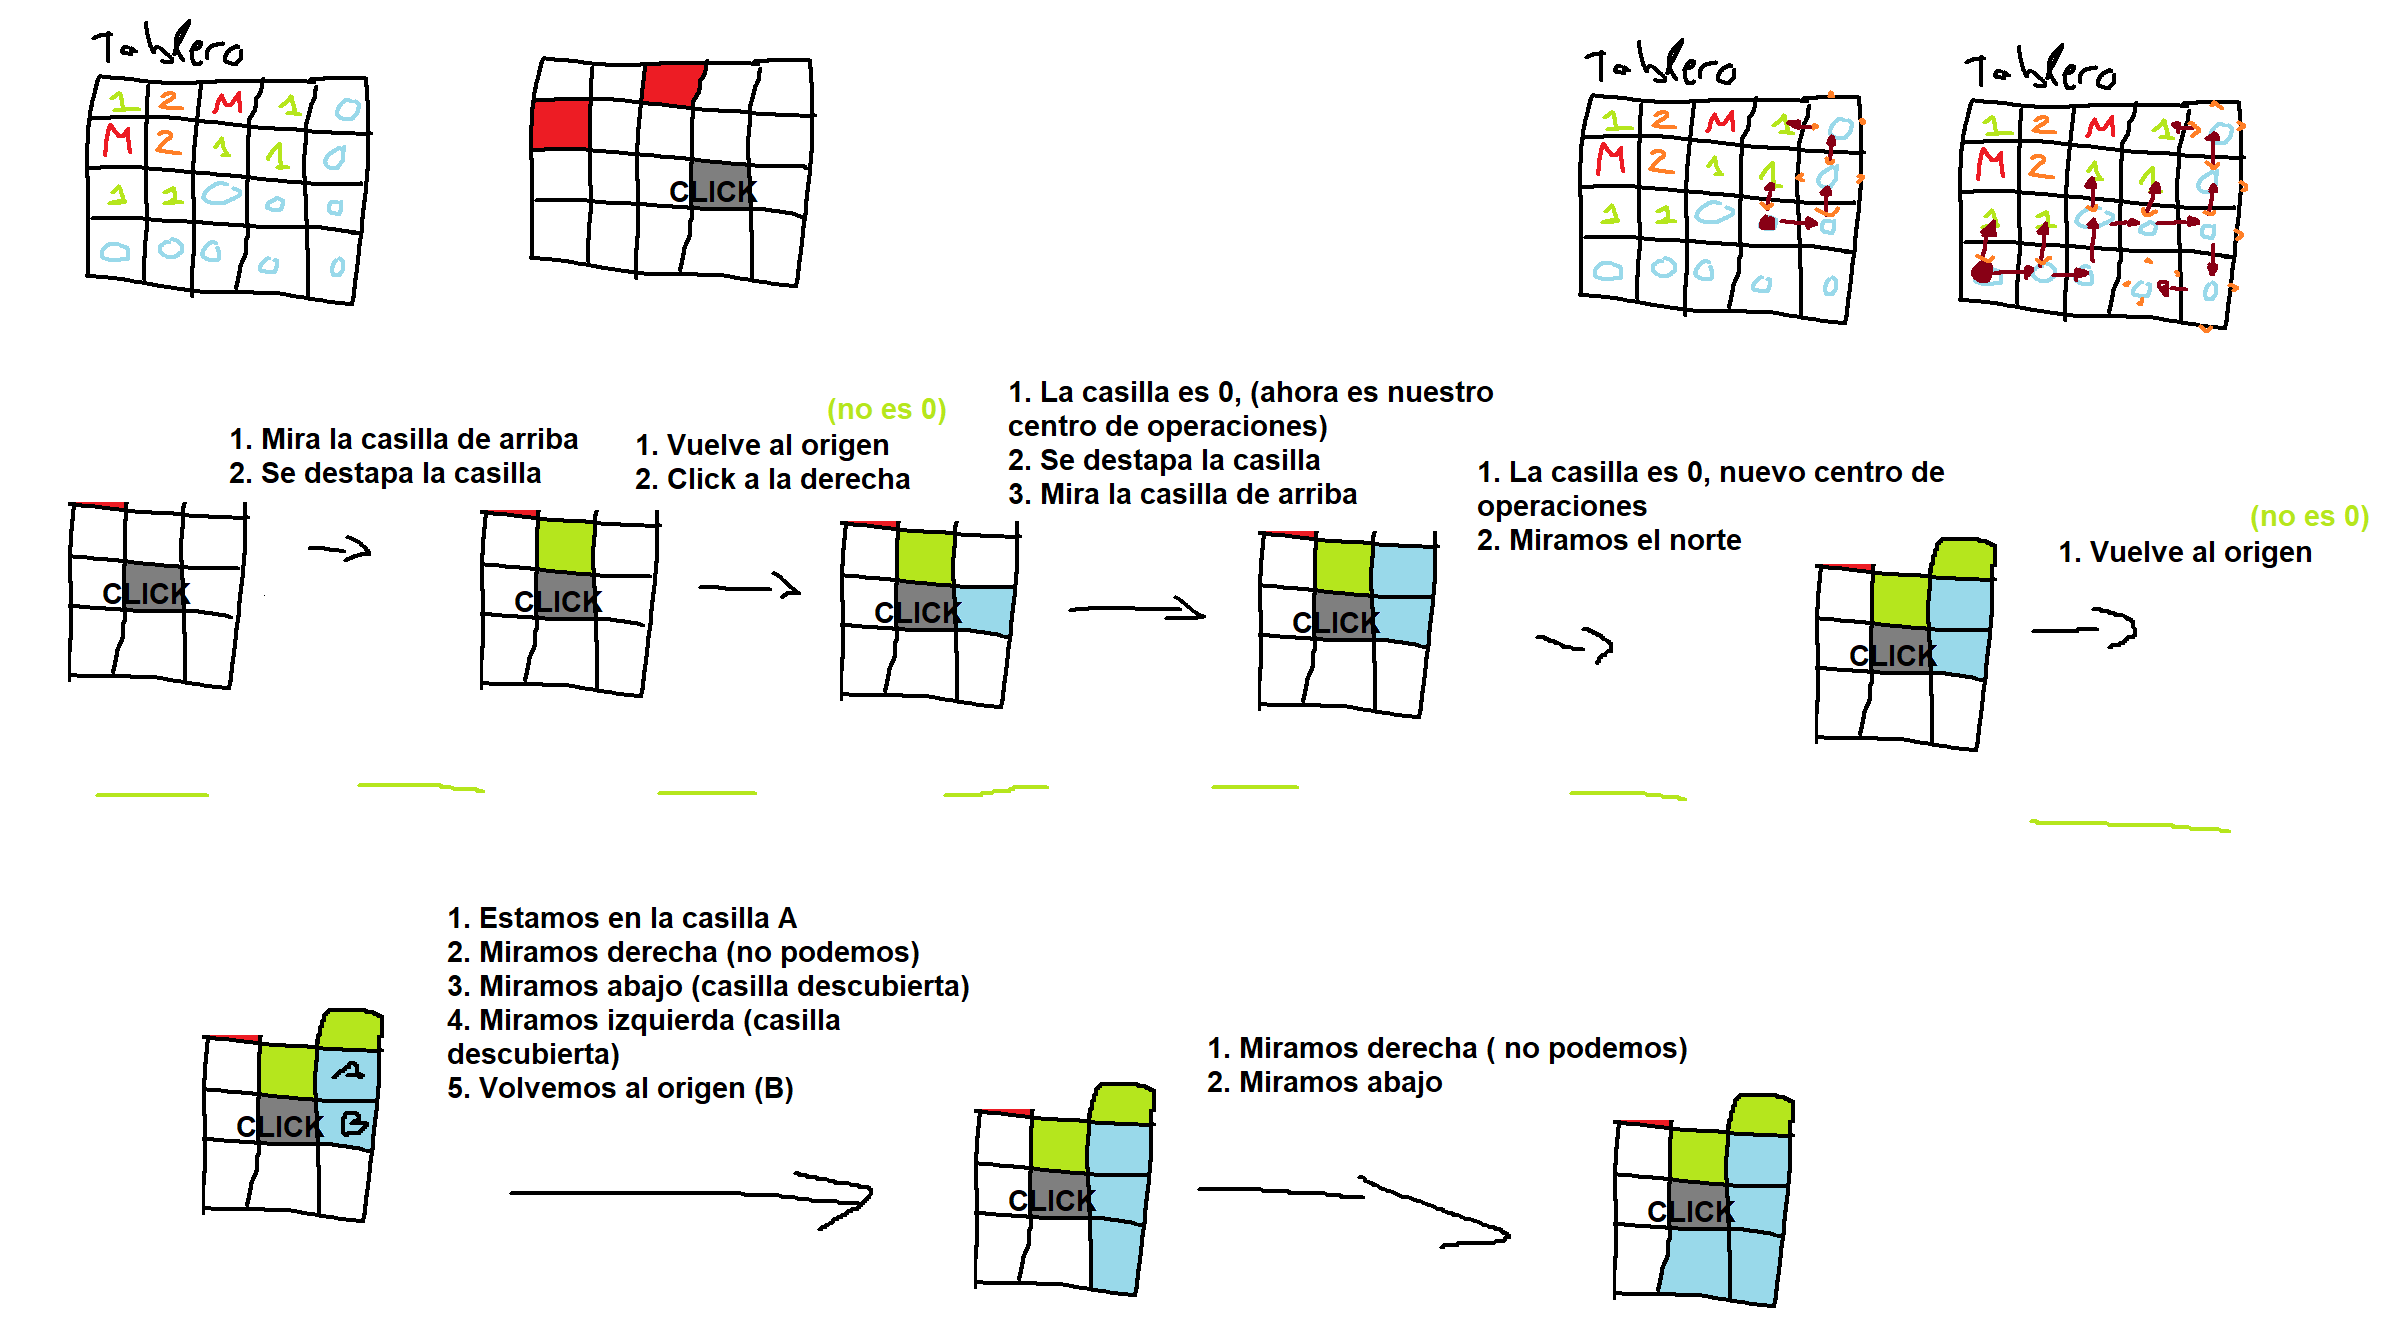 Tablero
1 2 M 1 0
M 2 1 1 0
1 1 0 0 0
0 0 0 0 0
CLICK
Tablero
1 2 M 1 0
M 2 1 1 0
1 1 0 0
0 0 0 0 0
Tablero
1 2 M 1 0
M 2 1 1 0
1 1 0 0 0
0 0 0 0 0
1. Mira la casilla de arriba
2. Se destapa la casilla
(no es 0)
1. Vuelve al origen
2. Click a la derecha
1. La casilla es 0, (ahora es nuestro
centro de operaciones)
2. Se destapa la casilla
3. Mira la casilla de arriba
1. La casilla es 0, nuevo centro de
operaciones
2. Miramos el norte
(no es 0)
1. Vuelve al origen
CLICK
CLICK
CLICK
CLICK
CLICK
1. Estamos en la casilla A
2. Miramos derecha (no podemos)
3. Miramos abajo (casilla descubierta)
4. Miramos izquierda (casilla
descubierta)
5. Volvemos al origen (B)
1. Miramos derecha ( no podemos)
2. Miramos abajo
A
CLICK B
CLICK
CLICK